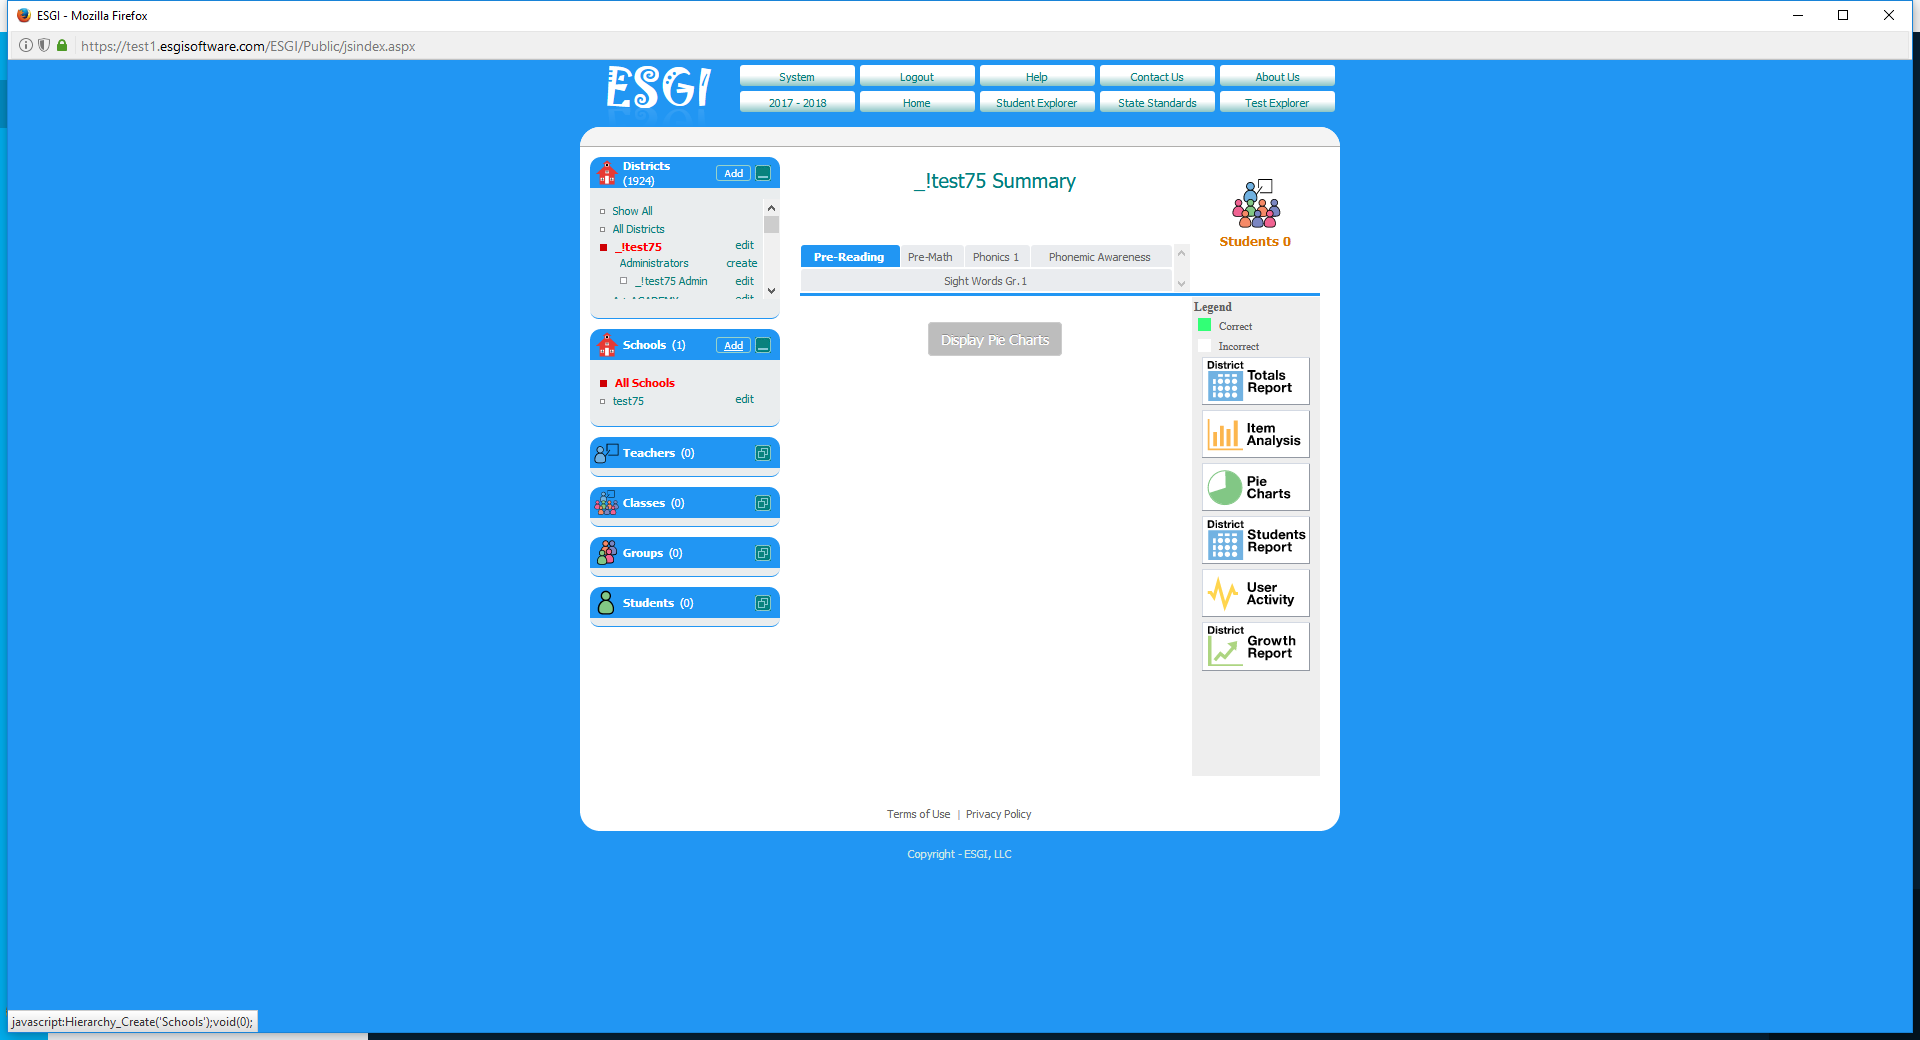 ESGI - Mozilla Firefox
https://test1.esgisoftware.com/ESGI/Public/jsindex.aspx
ESGI
System
Logout
Help
Contact Us
About Us
2017 - 2018
Home
Student Explorer
State Standards
Test Explorer
Districts
(1924)
Add
Show All
All Districts
_!test75
edit
Administrators
create
_!test75 Admin
edit
edit
Schools (1)
Add
All Schools
test75
edit
Teachers (0)
Classes (0)
Groups (0)
Students (0)
_!test75 Summary
Students 0
Pre-Reading
Pre-Math
Phonics 1
Phonemic Awareness
Sight Words Gr.1
Display Pie Charts
Legend
Correct
Incorrect
District
Totals
Report
Item
Analysis
Pie
Charts
District
Students
Report
User
Activity
District
Growth
Report
Terms of Use | Privacy Policy
Copyright - ESGI, LLC
javascript:Hierarchy_Create('Schools');void(0);